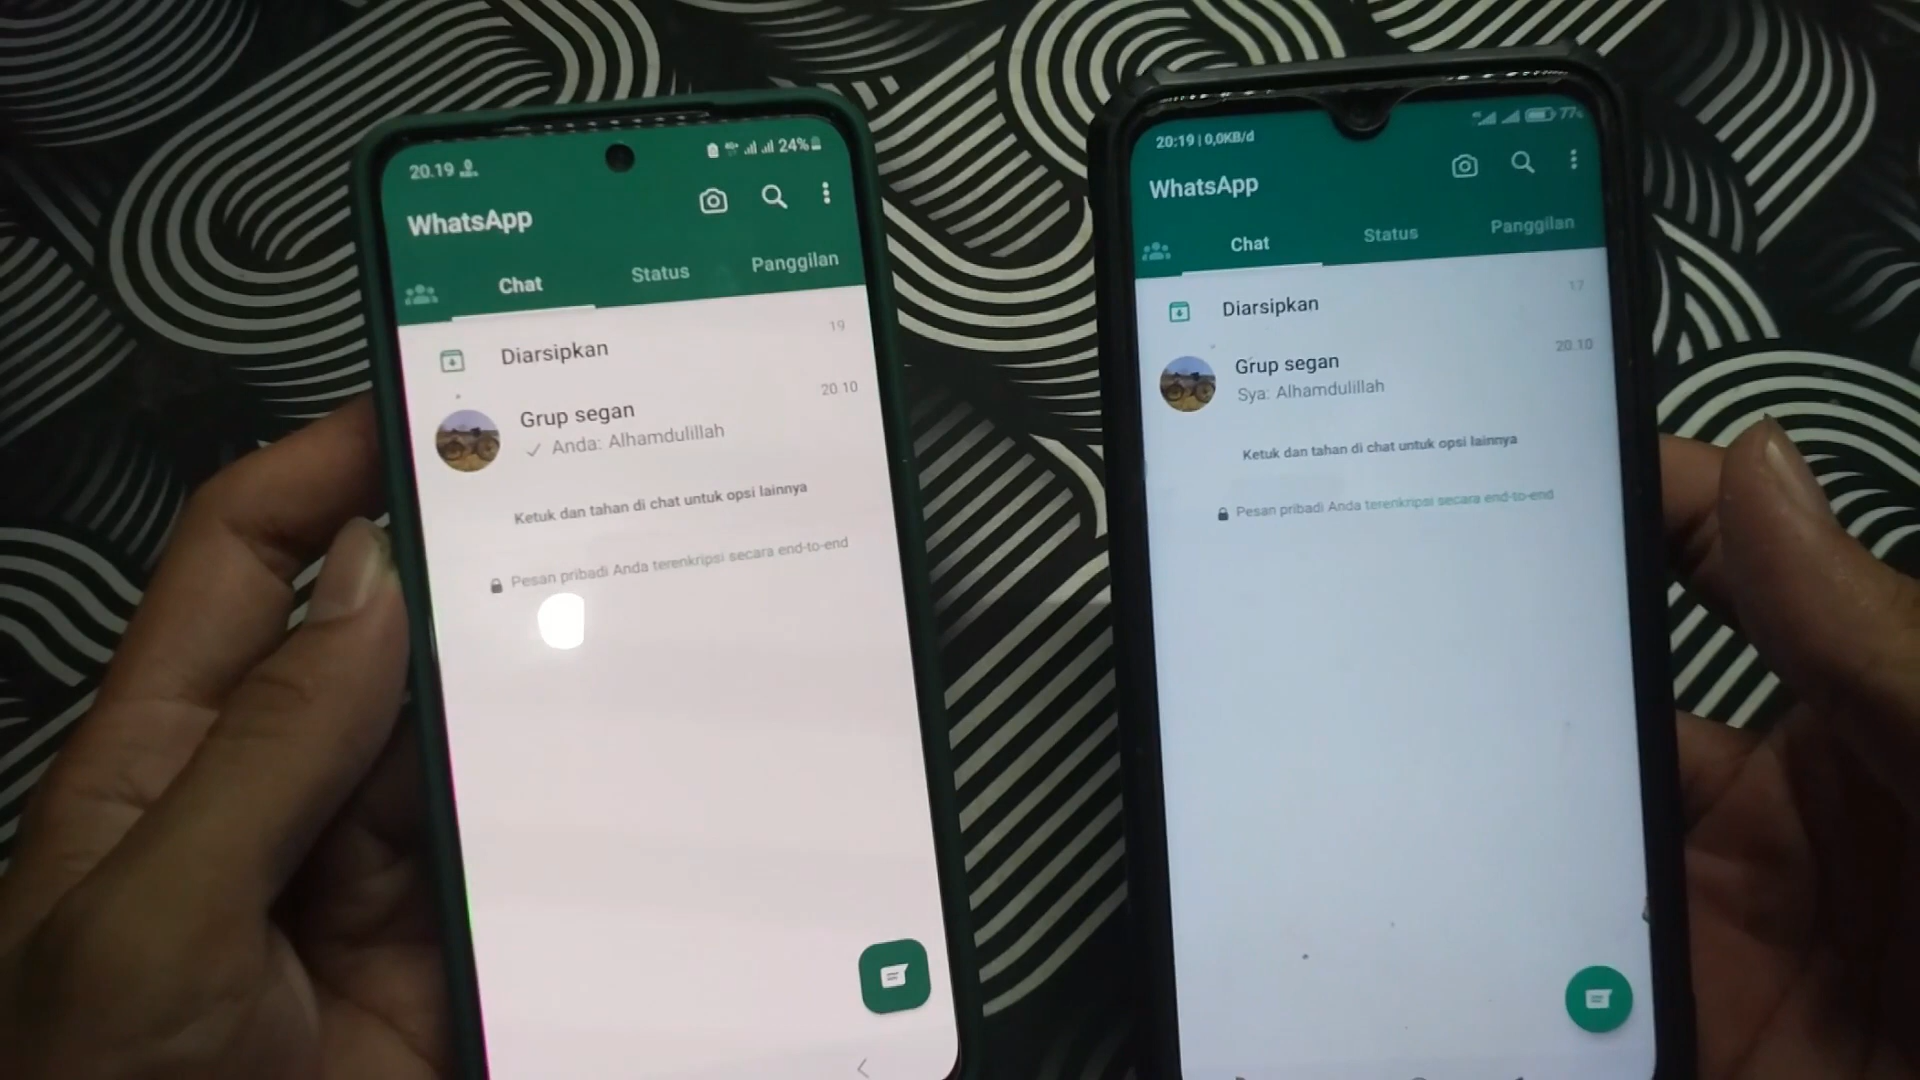 20.19
24%
WhatsApp
Chat
Status
Panggilan
Diarsipkan
19
Grup segan
20.10
Anda: Alhamdulillah
Ketuk dan tahan di chat untuk opsi lainnya
Pesan pribadi Anda terenkripsi secara end-to-end
20:19 | 0,0KB/d
77%
WhatsApp
Chat
Status
Panggilan
Diarsipkan
17
Grup segan
20.10
Sya: Alhamdulillah
Ketuk dan tahan di chat untuk opsi lainnya
Pesan pribadi Anda terenkripsi secara end-to-end